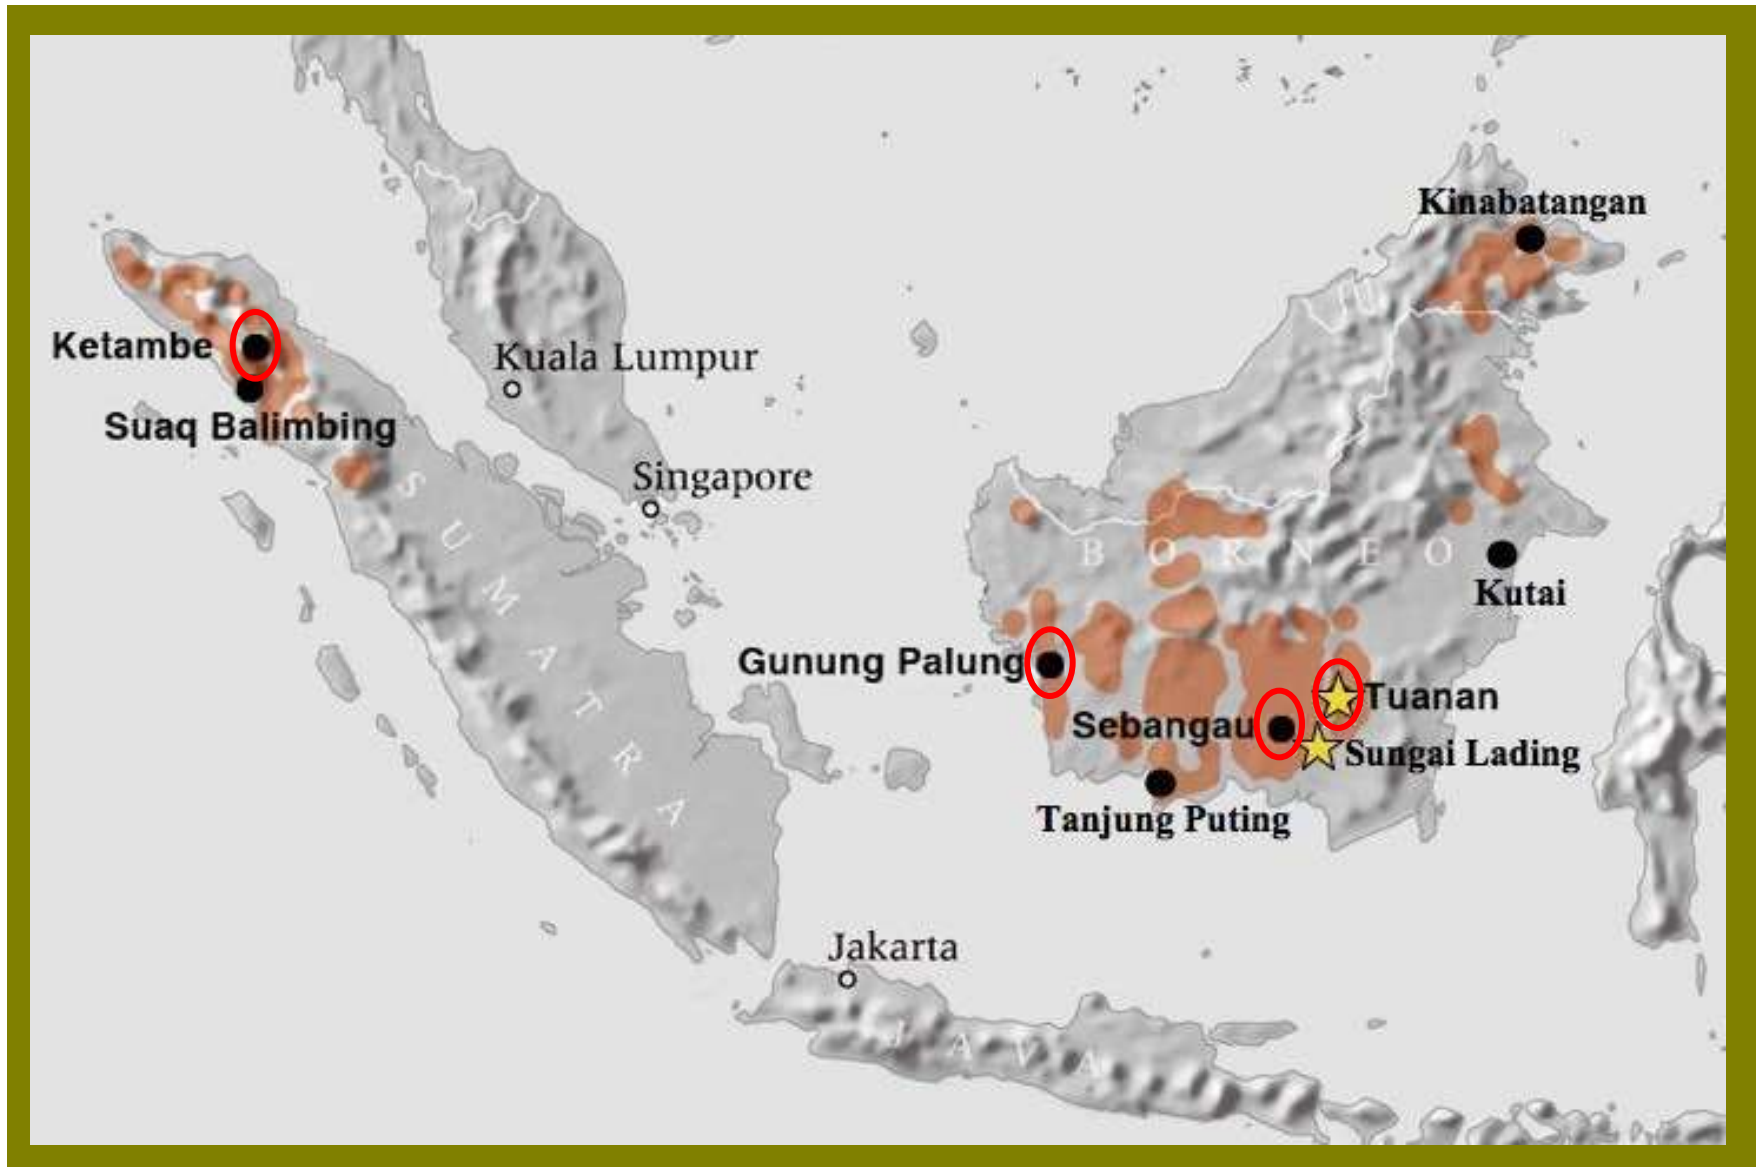 Kinabatangan
Ketambe
Kuala Lumpur
Suaq Balimbing
Singapore
SUMATRA
BORNEO
Kutai
Gunung Palung
Tuanan
Sebangau
Sungai Lading
Tanjung Puting
Jakarta
JAVA